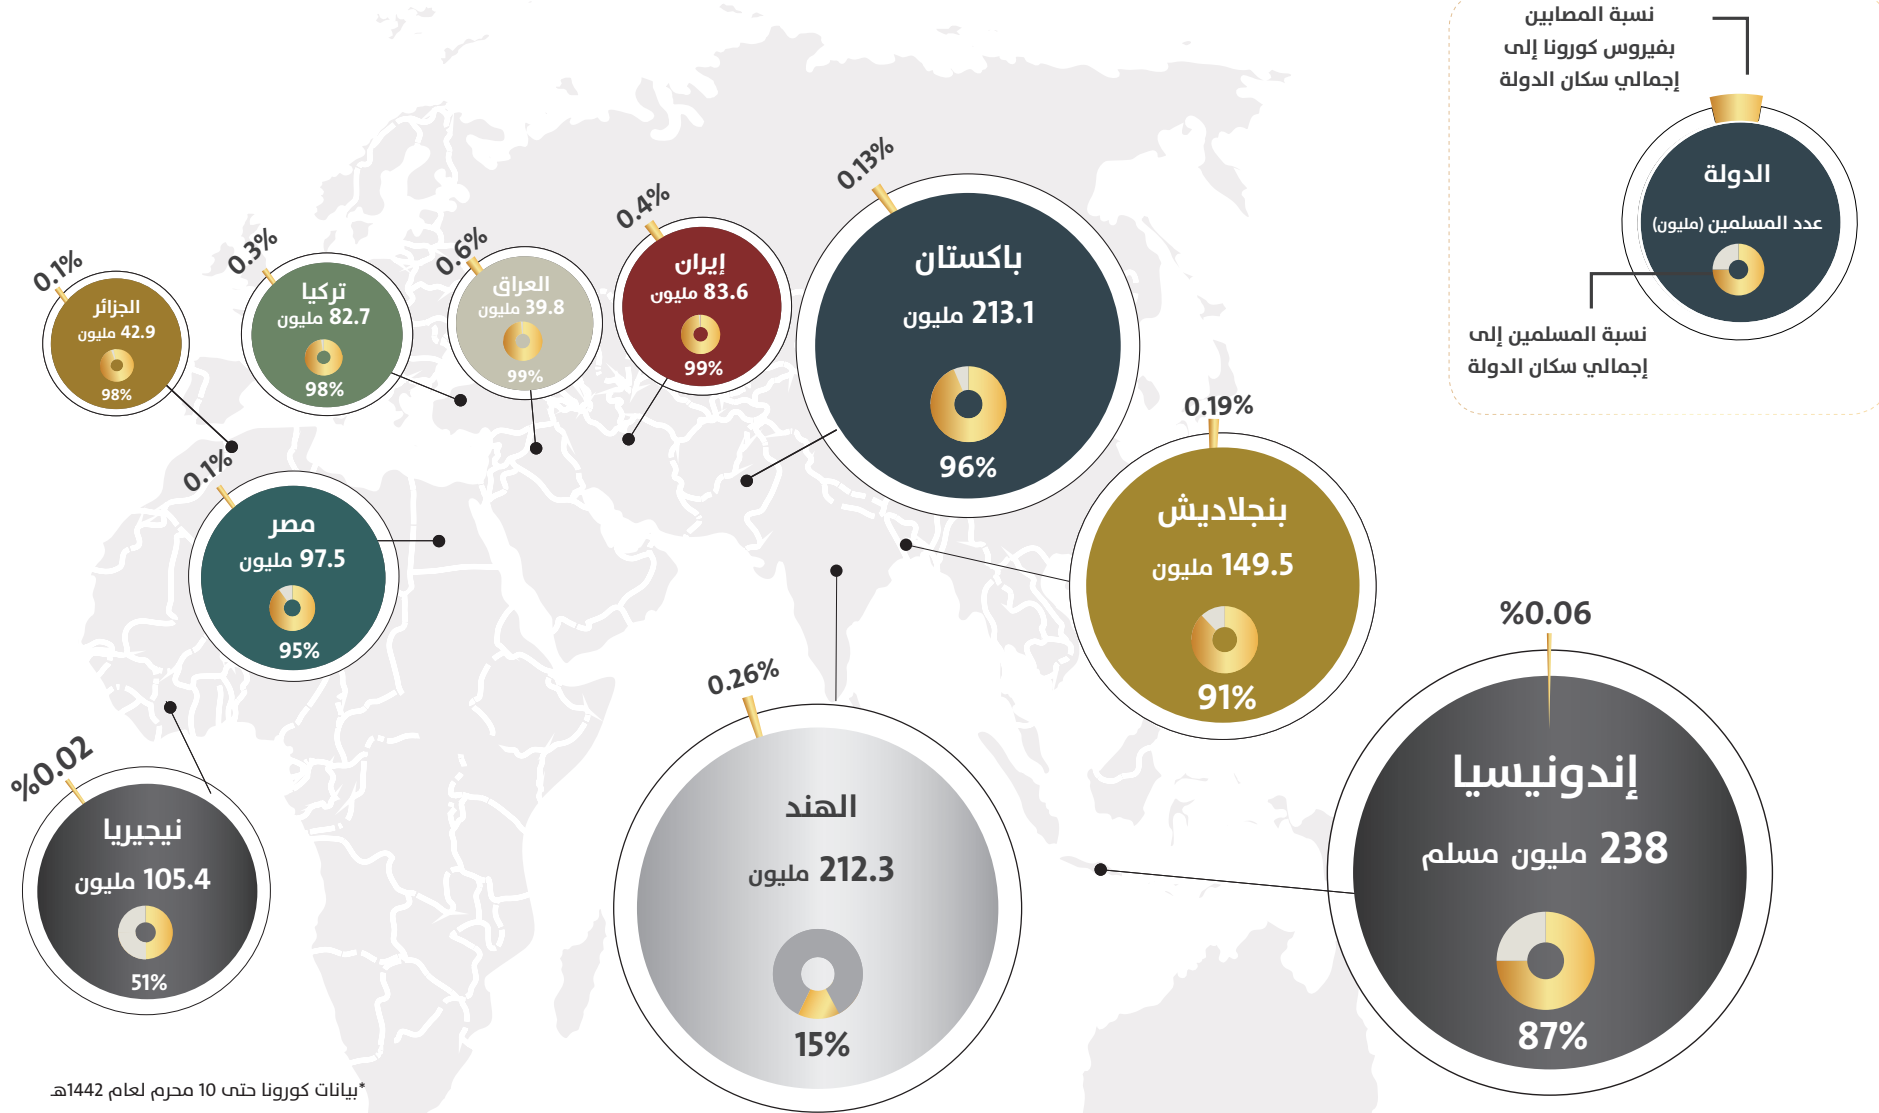 نسبة المصابين
بفيروس كورونا إلى
إجمالي سكان الدولة
الدولة
عدد المسلمين (مليون)
نسبة المسلمين إلى
إجمالي سكان الدولة
0.13%
باكستان
213.1 مليون
96%
0.4%
إيران
83.6 مليون
99%
0.6%
العراق
39.8 مليون
99%
0.3%
تركيا
82.7 مليون
98%
0.1%
الجزائر
42.9 مليون
98%
0.19%
بنجلاديش
149.5 مليون
91%
0.1%
مصر
97.5 مليون
95%
%0.06
إندونيسيا
238 مليون مسلم
87%
0.26%
الهند
212.3 مليون
15%
%0.02
نيجيريا
105.4 مليون
51%
*بيانات كورونا حتى 10 محرم لعام 1442هـ